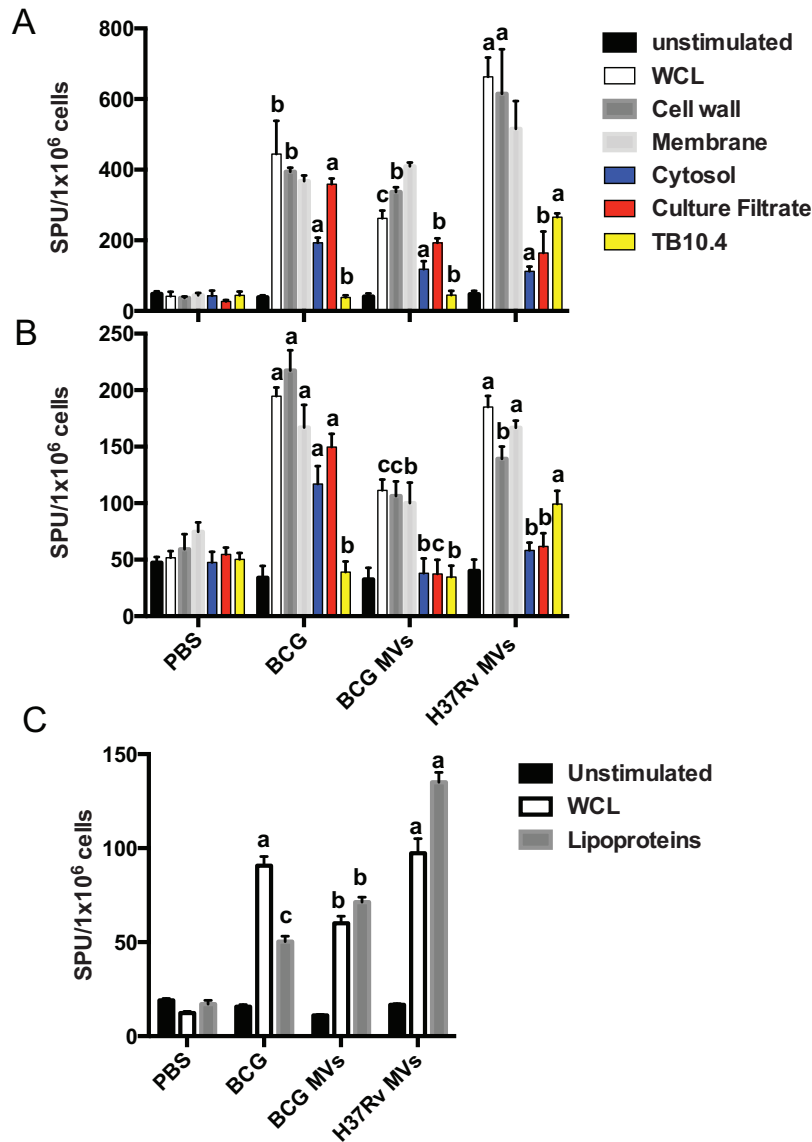 A
SPU/1x10⁶ cells
800
600
400
200
0
b
b
a
a
b
c
b
a
b
b
a
a
a
b
a
unstimulated
WCL
Cell wall
Membrane
Cytosol
Culture Filtrate
TB10.4
B
SPU/1x10⁶ cells
250
200
150
100
50
0
a
a
a
a
a
b
c
c
b
b
c
b
a
b
a
b
b
a
PBS
BCG
BCG MVs
H37Rv MVs
C
SPU/1x10⁶ cells
150
100
50
0
a
c
b
b
a
a
PBS
BCG
BCG MVs
H37Rv MVs
Unstimulated
WCL
Lipoproteins